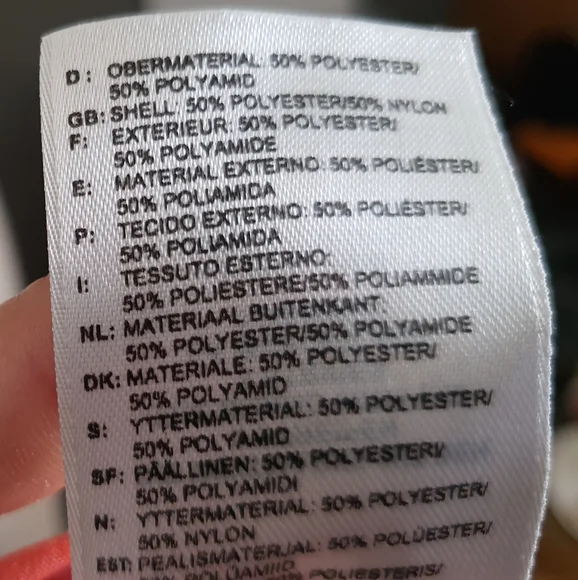 D: OBERMATERIAL: 50% POLYESTER/
50% POLYAMID
GB: SHELL: 50% POLYESTER/50% NYLON
F: EXTERIEUR: 50% POLYESTER/
50% POLYAMIDE
E: MATERIAL EXTERNO: 50% POLIÉSTER/
50% POLIAMIDA
P: TECIDO EXTERNO: 50% POLIÉSTER/
50% POLIAMIDA
I: TESSUTO ESTERNO:
50% POLIESTERE/50% POLIAMMIDE
NL: MATERIAAL BUITENKANT:
50% POLYESTER/50% POLYAMIDE
DK: MATERIALE: 50% POLYESTER/
50% POLYAMID
S: YTTERMATERIAL: 50% POLYESTER/
50% POLYAMID
SF: PÄÄLLINEN: 50% POLYESTERI/
50% POLYAMIDI
N: YTTERMATERIAL: 50% POLYESTER/
50% NYLON
EST: PEALISMATERJAL: 50% POLÜESTER/
50% POLÜAMIID
POLIESTERIS/